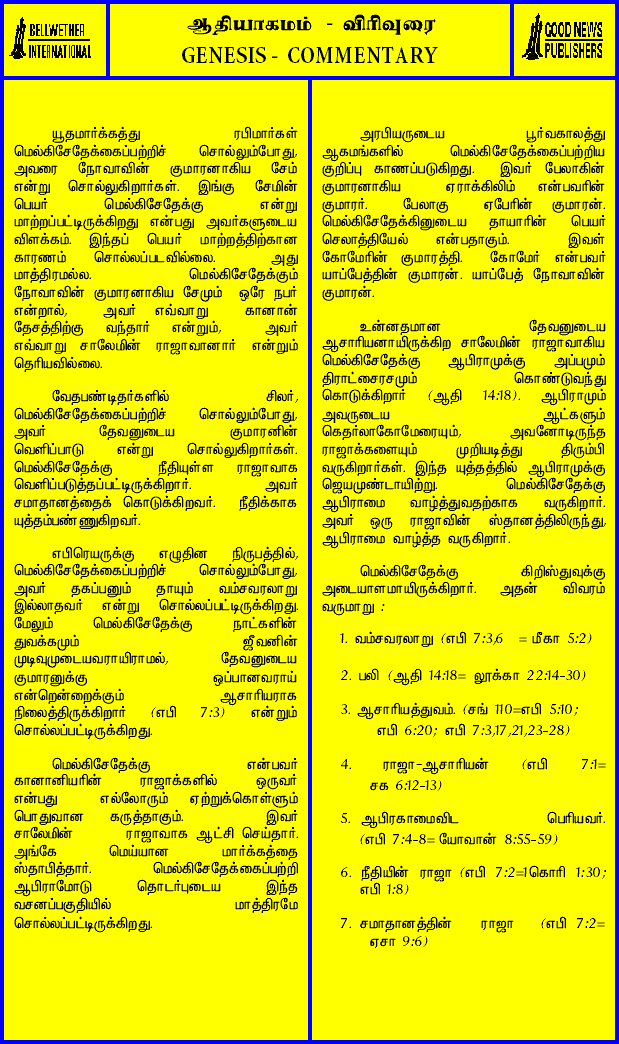 BELLWETHER
INTERNATIONAL
ஆதியாகமம் - விரிவுரை
GENESIS - COMMENTARY
GOOD NEWS
PUBLISHERS
யூதமார்க்கத்து ரபிமார்கள்
மெல்கிசேதேக்கைப்பற்றிச் சொல்லும்போது,
அவரை நோவாவின் குமாரனாகிய சேம்
என்று சொல்லுகிறார்கள். இங்கு சேமின்
பெயர் மெல்கிசேதேக்கு என்று
மாற்றப்பட்டிருக்கிறது என்பது அவர்களுடைய
விளக்கம். இந்தப் பெயர் மாற்றத்திற்கான
காரணம் சொல்லப்படவில்லை. அது
மாத்திரமல்ல. மெல்கிசேதேக்கும்
நோவாவின் குமாரனாகிய சேமும் ஒரே நபர்
என்றால், அவர் எவ்வாறு கானான்
தேசத்திற்கு வந்தார் என்றும், அவர்
எவ்வாறு சாலேமின் ராஜாவானார் என்றும்
தெரியவில்லை.
வேதபண்டிதர்களில் சிலர்,
மெல்கிசேதேக்கைப்பற்றிச் சொல்லும்போது,
அவர் தேவனுடைய குமாரனின்
வெளிப்பாடு என்று சொல்லுகிறார்கள்.
மெல்கிசேதேக்கு நீதியுள்ள ராஜாவாக
வெளிப்படுத்தப்பட்டிருக்கிறார். அவர்
சமாதானத்தைக் கொடுக்கிறவர். நீதிக்காக
யுத்தம்பண்ணுகிறவர்.
எபிரெயருக்கு எழுதின நிருபத்தில்,
மெல்கிசேதேக்கைப்பற்றிச் சொல்லும்போது,
அவர் தகப்பனும் தாயும் வம்சவரலாறு
இல்லாதவர் என்று சொல்லப்பட்டிருக்கிறது.
மேலும் மெல்கிசேதேக்கு நாட்களின்
துவக்கமும் ஜீவனின்
முடிவுமுடையவராயிராமல், தேவனுடைய
குமாரனுக்கு ஒப்பானவராய்
என்றென்றைக்கும் ஆசாரியராக
நிலைத்திருக்கிறார் (எபி 7:3) என்றும்
சொல்லப்பட்டிருக்கிறது.
மெல்கிசேதேக்கு என்பவர்
கானானியரின் ராஜாக்களில் ஒருவர்
என்பது எல்லோரும் ஏற்றுக்கொள்ளும்
பொதுவான கருத்தாகும். இவர்
சாலேமின் ராஜாவாக ஆட்சி செய்தார்.
அங்கே மெய்யான மார்க்கத்தை
ஸ்தாபித்தார். மெல்கிசேதேக்கைப்பற்றி
ஆபிராமோடு தொடர்புடைய இந்த
வசனப்பகுதியில் மாத்திரமே
சொல்லப்பட்டிருக்கிறது.
அரபியருடைய பூர்வகாலத்து
ஆகமங்களில் மெல்கிசேதேக்கைப்பற்றிய
குறிப்பு காணப்படுகிறது. இவர் பேலாகின்
குமாரனாகிய ஏராக்கிலிம் என்பவரின்
குமாரர். பேலாகு ஏபேரின் குமாரன்.
மெல்கிசேதேக்கினுடைய தாயாரின் பெயர்
செலாத்தியேல் என்பதாகும். இவள்
கோமேரின் குமாரத்தி. கோமேர் என்பவர்
யாப்பேத்தின் குமாரன். யாப்பேத் நோவாவின்
குமாரன்.
உன்னதமான தேவனுடைய
ஆசாரியனாயிருக்கிற சாலேமின் ராஜாவாகிய
மெல்கிசேதேக்கு ஆபிராமுக்கு அப்பமும்
திராட்சைரசமும் கொண்டுவந்து
கொடுக்கிறார் (ஆதி 14:18). ஆபிராமும்
அவருடைய ஆட்களும்
கெதர்லாகோமேரையும், அவனோடிருந்த
ராஜாக்களையும் முறியடித்து திரும்பி
வருகிறார்கள். இந்த யுத்தத்தில் ஆபிராமுக்கு
ஜெயமுண்டாயிற்று. மெல்கிசேதேக்கு
ஆபிராமை வாழ்த்துவதற்காக வருகிறார்.
அவர் ஒரு ராஜாவின் ஸ்தானத்திலிருந்து,
ஆபிராமை வாழ்த்த வருகிறார்.
மெல்கிசேதேக்கு கிறிஸ்துவுக்கு
அடையாளமாயிருக்கிறார். அதன் விவரம்
வருமாறு :
1. வம்சவரலாறு (எபி 7:3,6 = மீகா 5:2)
2. பலி (ஆதி 14:18= லூக்கா 22:14-30)
3. ஆசாரியத்துவம். (சங் 110=எபி 5:10;
எபி 6:20; எபி 7:3,17,21,23-28)
4. ராஜா-ஆசாரியன் (எபி 7:1=
சக 6:12-13)
5. ஆபிரகாமைவிட பெரியவர்.
(எபி 7:4-8= யோவான் 8:55-59)
6. நீதியின் ராஜா (எபி 7:2=1கொரி 1:30;
எபி 1:8)
7. சமாதானத்தின் ராஜா (எபி 7:2=
ஏசா 9:6)